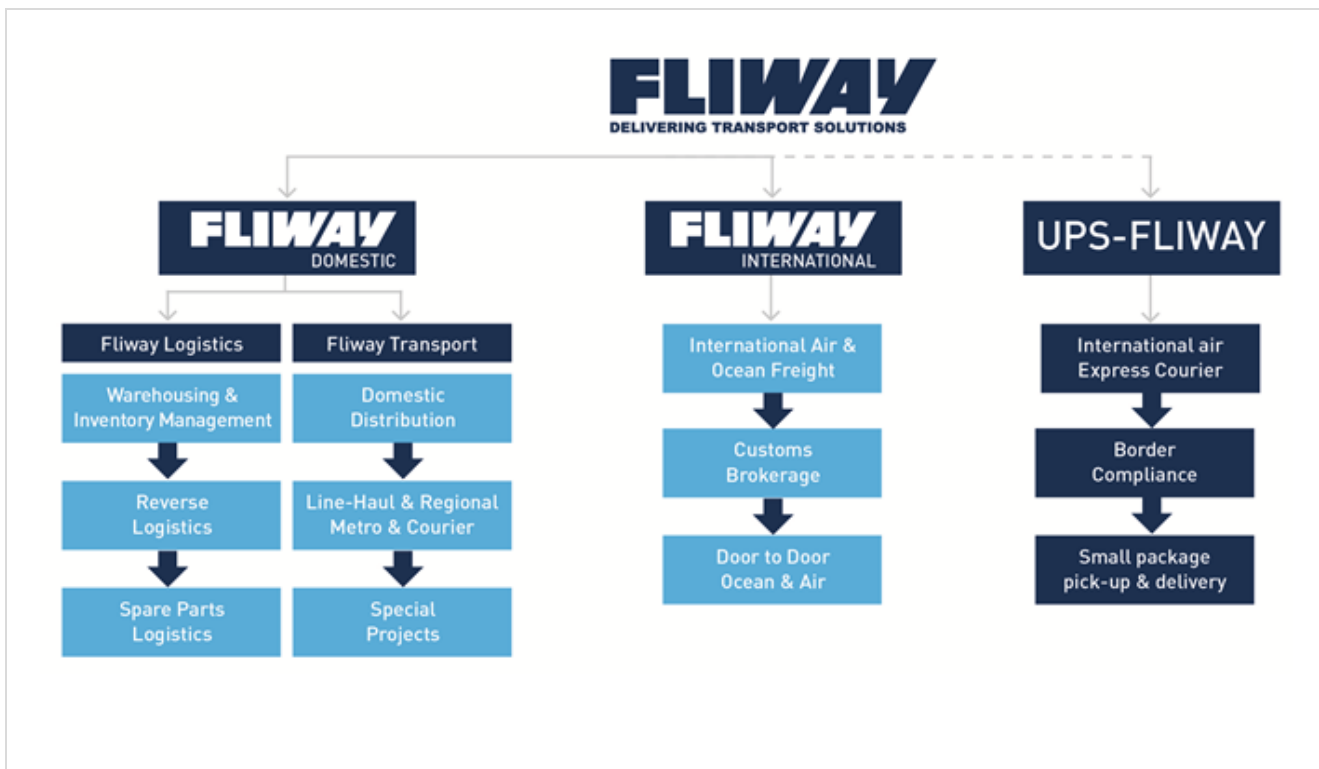 FLIWAY
DELIVERING TRANSPORT SOLUTIONS
FLIWAY
DOMESTIC
Fliway Logistics
Warehousing &
Inventory Management
Reverse
Logistics
Spare Parts
Logistics
Fliway Transport
Domestic
Distribution
Line-Haul & Regional
Metro & Courier
Special
Projects
FLIWAY
INTERNATIONAL
International Air &
Ocean Freight
Customs
Brokerage
Door to Door
Ocean & Air
UPS-FLIWAY
International air
Express Courier
Border
Compliance
Small package
pick-up & delivery